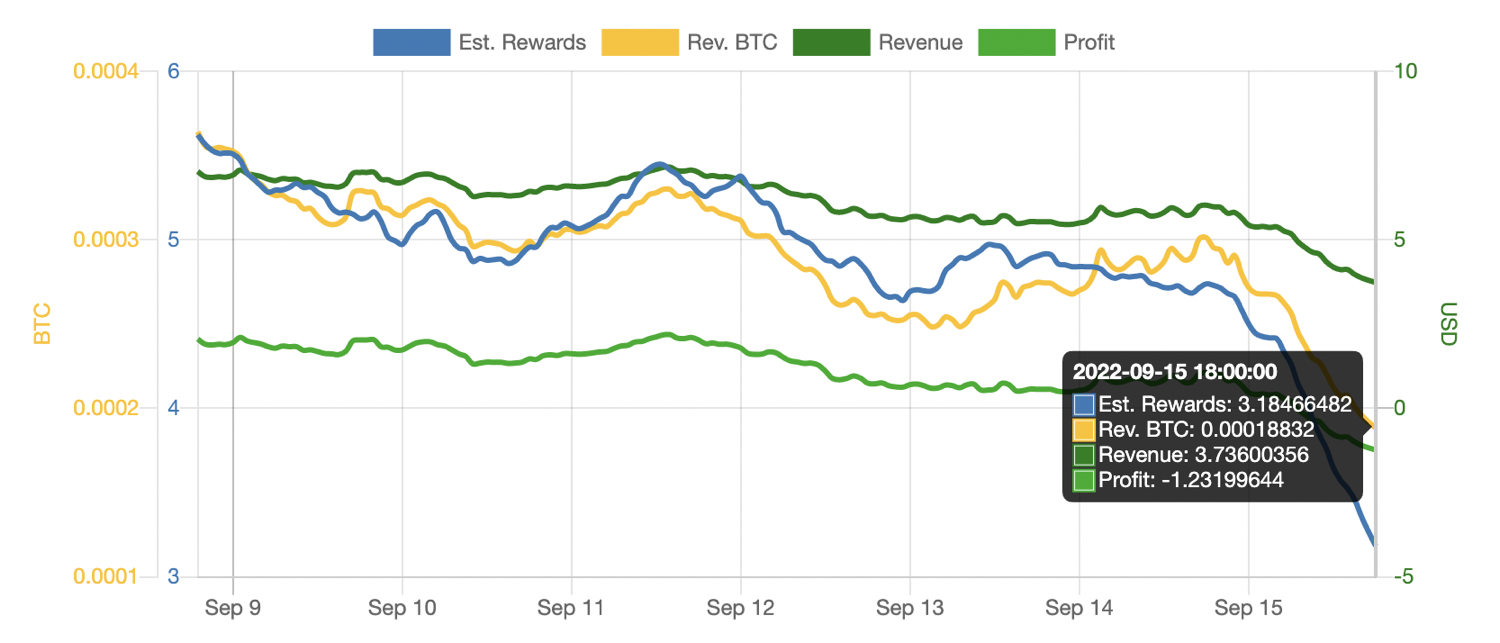 Est. Rewards Rev. BTC Revenue Profit
0.0004 6 10
0.0003 5 5
BTC
USD
2022-09-15 18:00:00
Est. Rewards: 3.18466482
0.0002 4 0
Rev. BTC: 0.00018832
Revenue: 3.73600356
Profit: -1.23199644
0.0001 3 -5
Sep 9 Sep 10 Sep 11 Sep 12 Sep 13 Sep 14 Sep 15